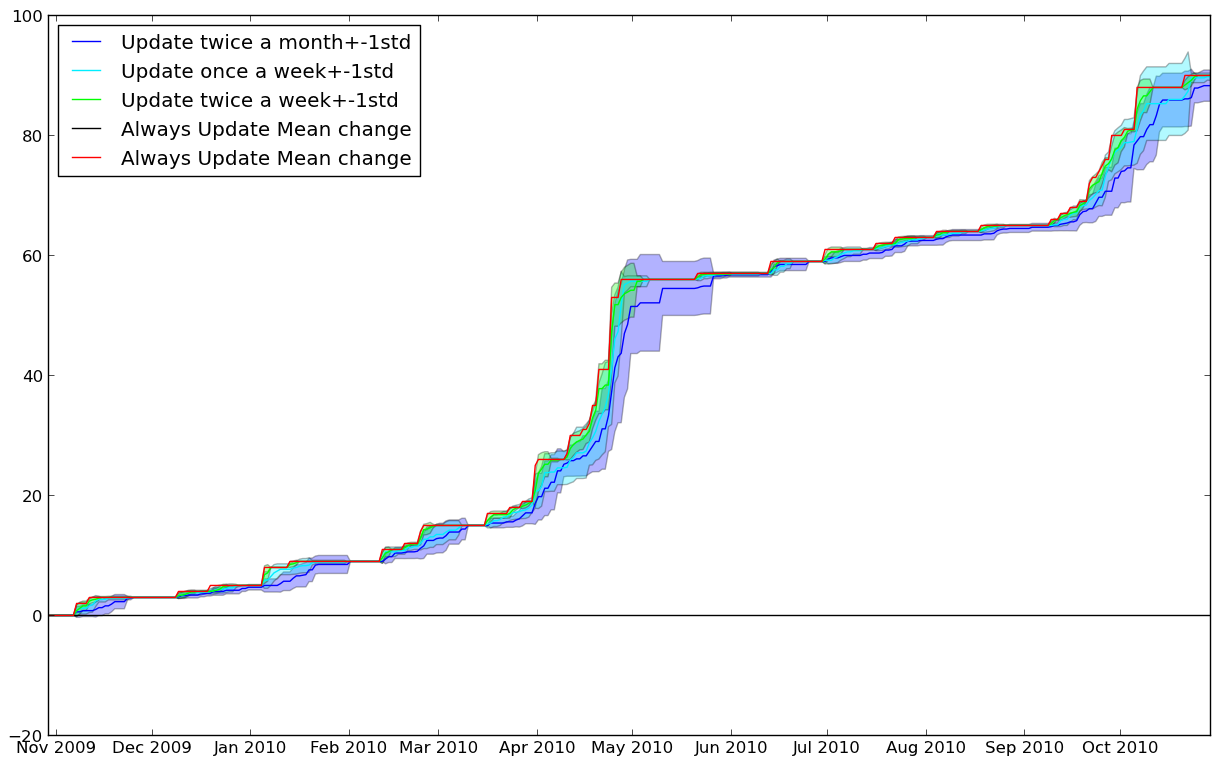 100
80
60
40
20
0
−20
Update twice a month+-1std
Update once a week+-1std
Update twice a week+-1std
Always Update Mean change
Always Update Mean change
Nov 2009 Dec 2009 Jan 2010 Feb 2010 Mar 2010 Apr 2010 May 2010 Jun 2010 Jul 2010 Aug 2010 Sep 2010 Oct 2010